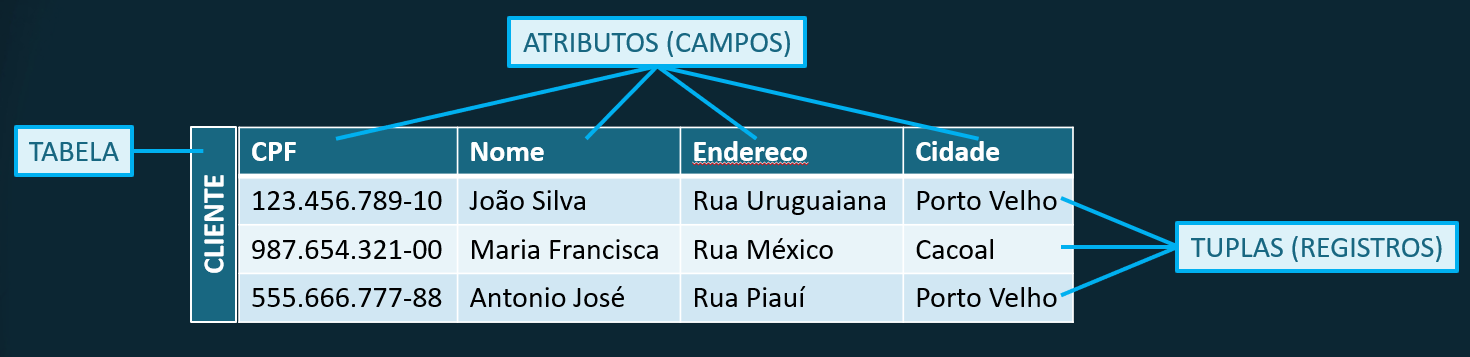 ATRIBUTOS (CAMPOS)
TABELA
CLIENTE
CPF Nome Endereco Cidade
123.456.789-10 João Silva Rua Uruguaiana Porto Velho
987.654.321-00 Maria Francisca Rua México Cacoal
555.666.777-88 Antonio José Rua Piauí Porto Velho
TUPLAS (REGISTROS)